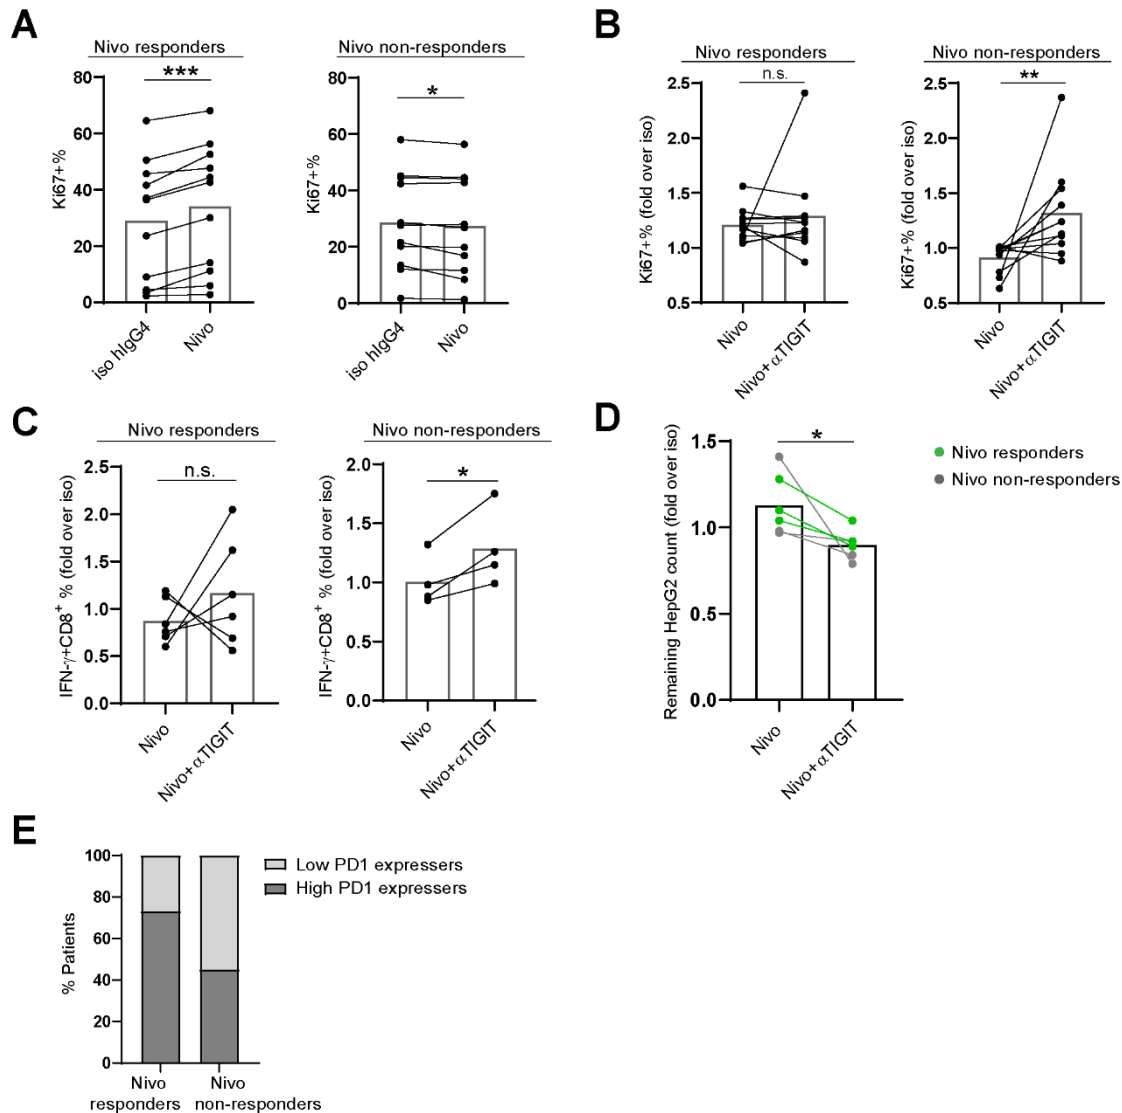 A
Nivo responders
***
Ki67+%
80
60
40
20
0
iso hIgG4
Nivo
Nivo non-responders
*
Ki67+%
80
60
40
20
0
iso hIgG4
Nivo
B
Nivo responders
n.s.
Ki67+% (fold over iso)
2.5
2.0
1.5
1.0
0.5
Nivo
Nivo+αTIGIT
Nivo non-responders
**
Ki67+% (fold over iso)
2.5
2.0
1.5
1.0
0.5
Nivo
Nivo+αTIGIT
C
Nivo responders
n.s.
IFN-γ+CD8⁺ % (fold over iso)
2.5
2.0
1.5
1.0
0.5
0.0
Nivo
Nivo+αTIGIT
Nivo non-responders
*
IFN-γ+CD8⁺ % (fold over iso)
2.0
1.5
1.0
0.5
0.0
Nivo
Nivo+αTIGIT
D
*
Remaining HepG2 count (fold over iso)
1.5
1.0
0.5
0.0
Nivo
Nivo+αTIGIT
Nivo responders
Nivo non-responders
E
% Patients
100
80
60
40
20
0
Nivo
responders
Nivo
non-responders
Low PD1 expressers
High PD1 expressers